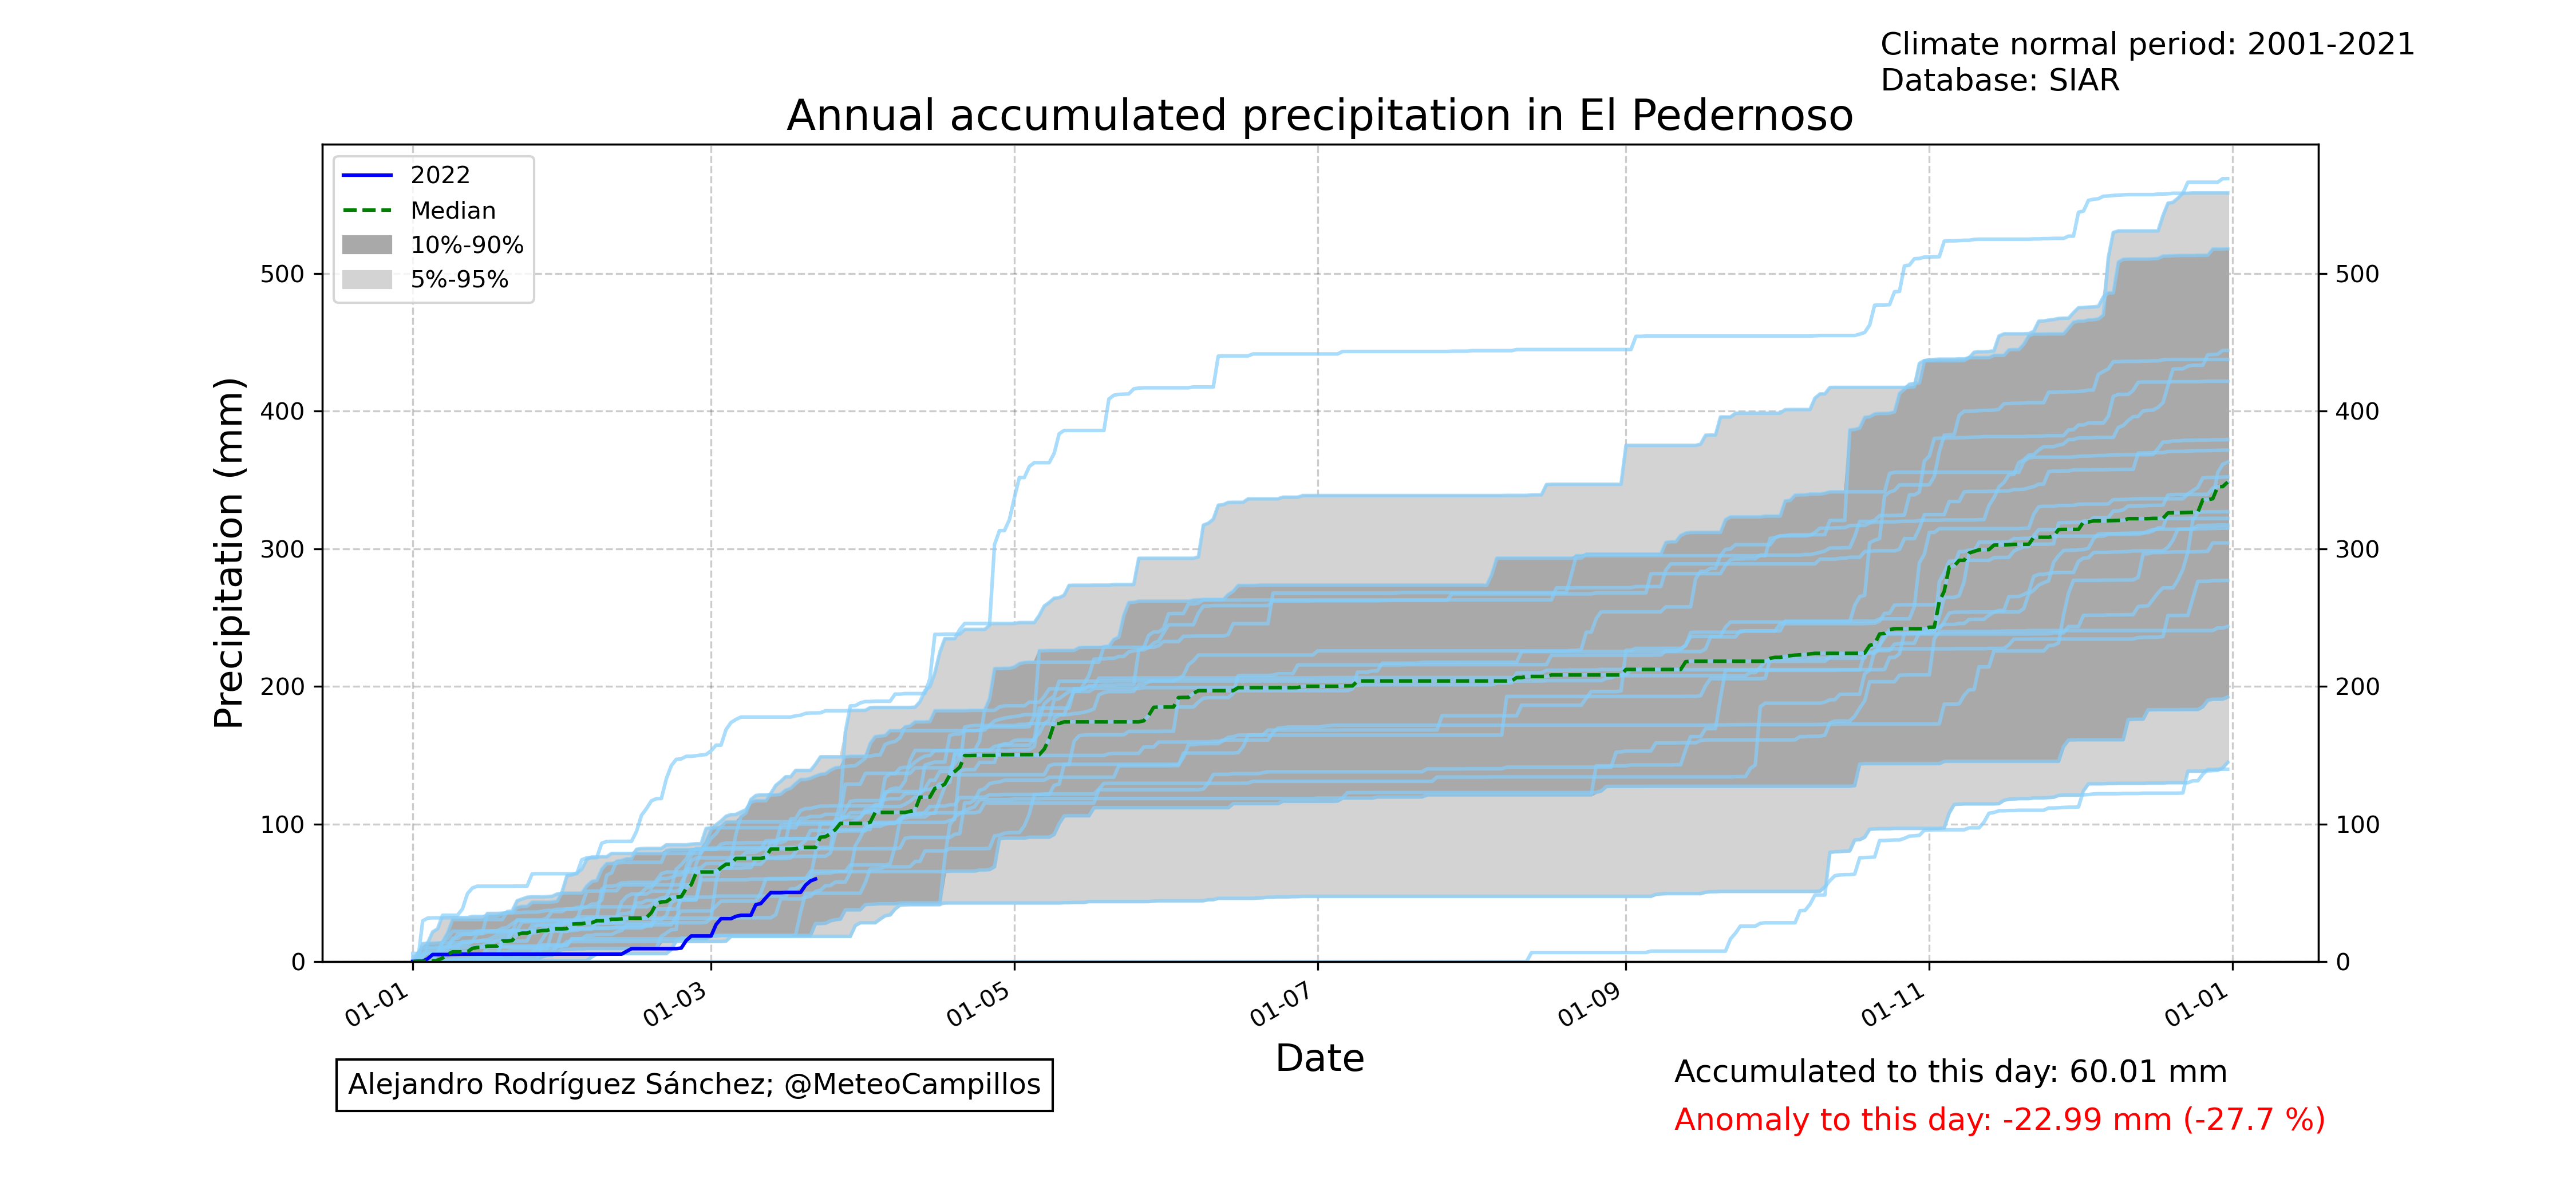 Climate normal period: 2001-2021
Database: SIAR
Annual accumulated precipitation in El Pedernoso
2022
Median
10%-90%
5%-95%
Precipitation (mm)
500
400
300
200
100
0
500
400
300
200
100
0
01-01
01-03
01-05
01-07
01-09
01-11
01-01
Date
Alejandro Rodríguez Sánchez; @MeteoCampillos
Accumulated to this day: 60.01 mm
Anomaly to this day: -22.99 mm (-27.7 %)